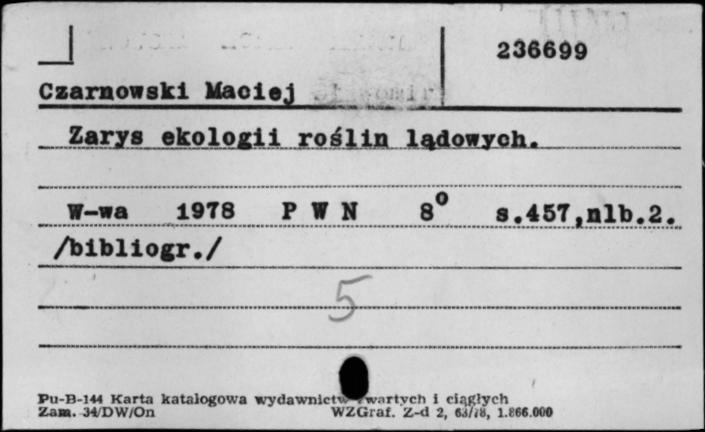 236699
Czarnowski Maciej
Zarys ekologii roślin lądowych.
W-wa 1978 P W N 8° s.457,nlb.2.
/bibliogr./
5
Pu-B-144 Karta katalogowa wydawnictw zwartych i ciągłych
Zam. 34/DW/On WZGraf. Z-d 2, 63/78, 1.866.000